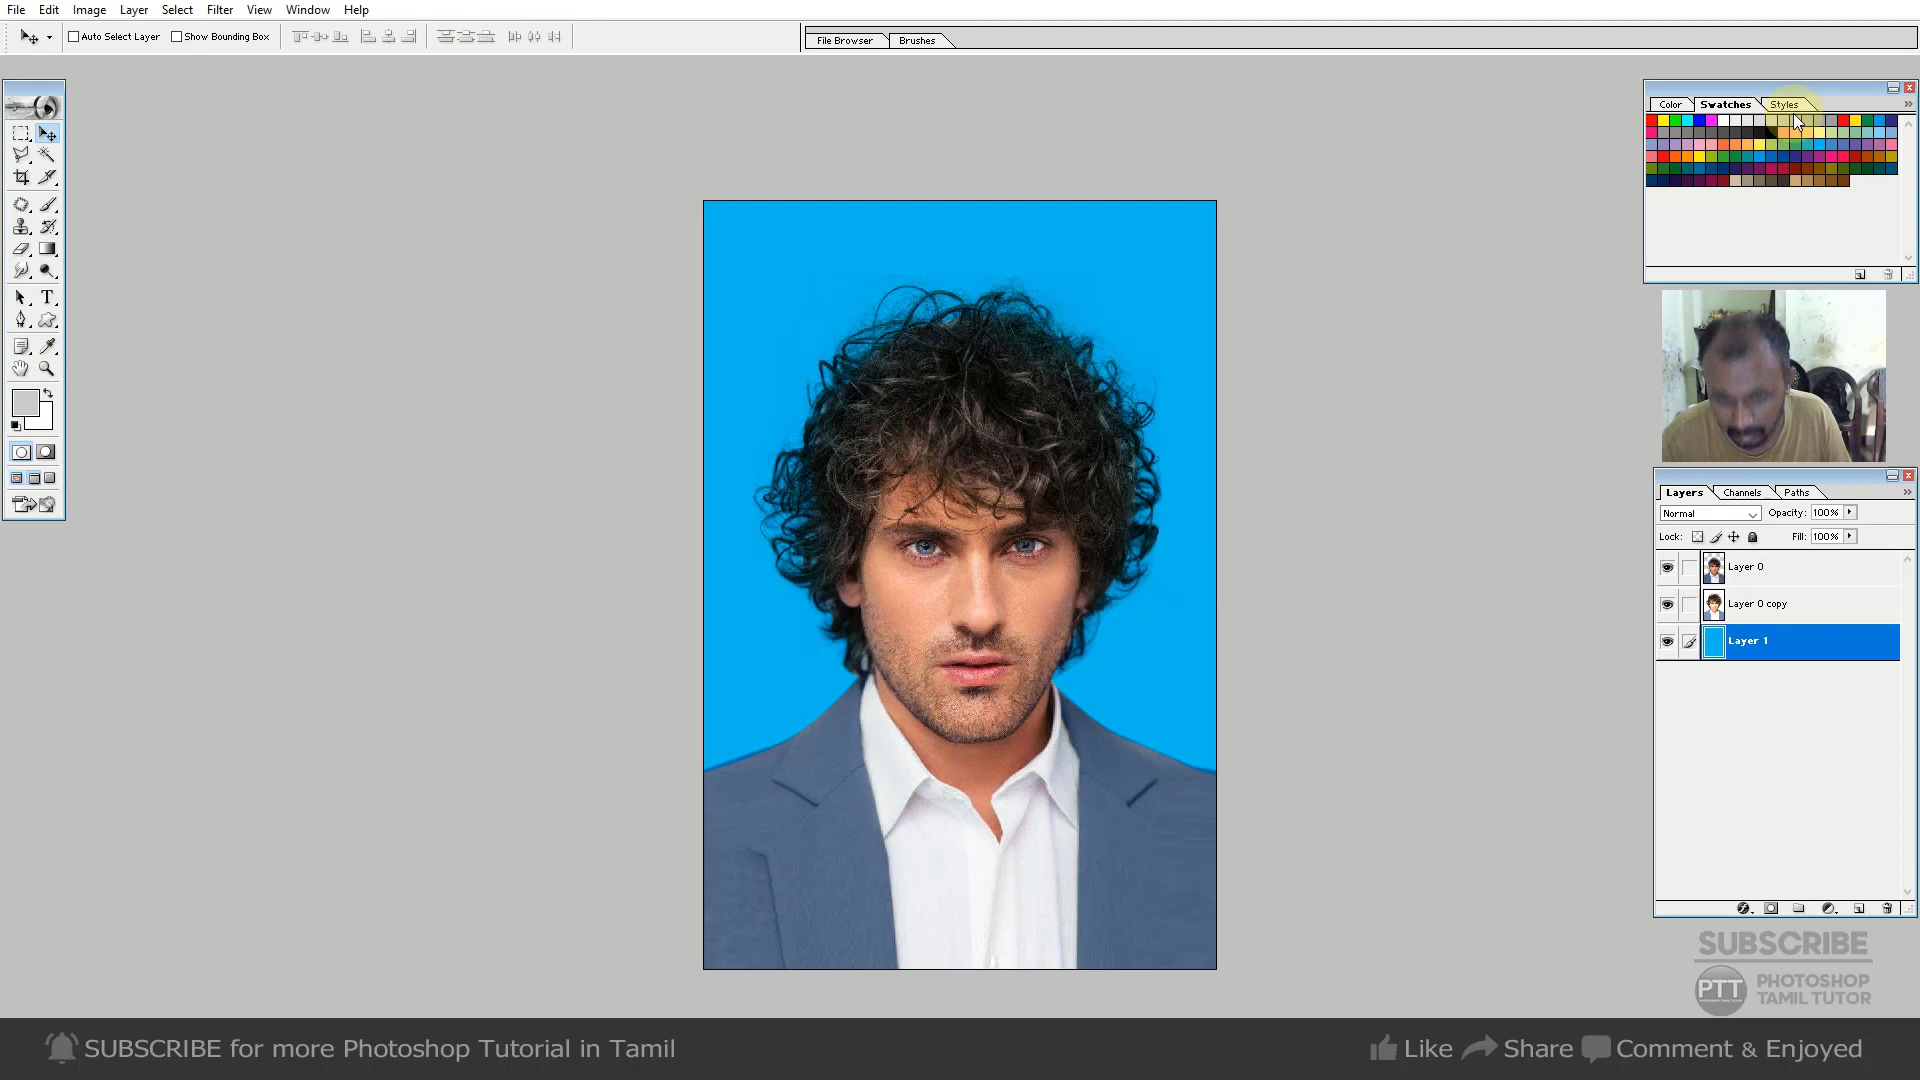 File Edit Image Layer Select Filter View Window Help
Auto Select Layer Show Bounding Box
File Browser Brushes
Color Swatches Styles
Layers Channels Paths
Normal Opacity: 100%
Lock: Fill: 100%
Layer 0
Layer 0 copy
Layer 1
SUBSCRIBE
PTT PHOTOSHOP
TAMIL TUTOR
SUBSCRIBE for more Photoshop Tutorial in Tamil
Like Share Comment & Enjoyed